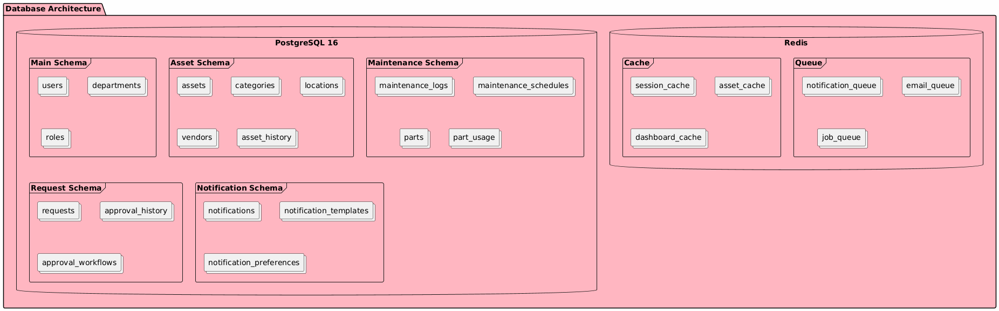 Database Architecture
PostgreSQL 16
Main Schema
users
departments
roles
Asset Schema
assets
categories
locations
vendors
asset_history
Maintenance Schema
maintenance_logs
maintenance_schedules
parts
part_usage
Request Schema
requests
approval_history
approval_workflows
Notification Schema
notifications
notification_templates
notification_preferences
Redis
Cache
session_cache
asset_cache
dashboard_cache
Queue
notification_queue
email_queue
job_queue